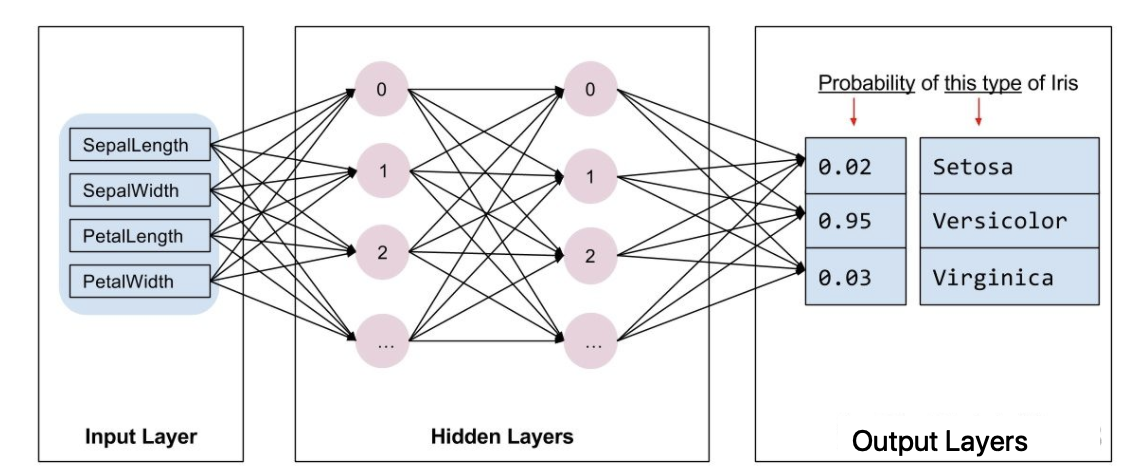 Probability of this type of Iris
SepalLength
SepalWidth
PetalLength
PetalWidth
0
1
2
...
0
1
2
...
0.02 Setosa
0.95 Versicolor
0.03 Virginica
Input Layer
Hidden Layers
Output Layers